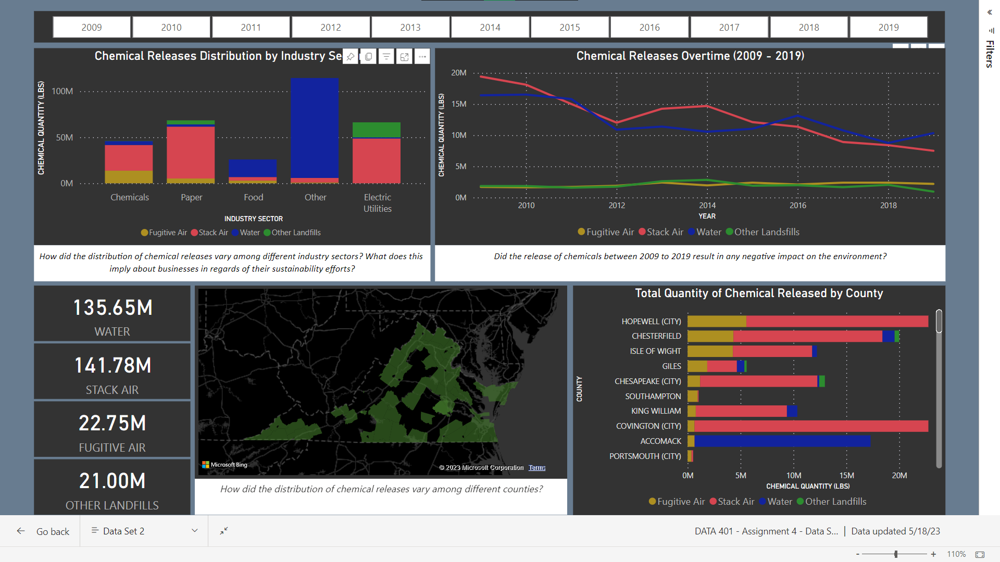 2009 2010 2011 2012 2013 2014 2015 2016 2017 2018 2019
Filters
Chemical Releases Distribution by Industry Se
CHEMICAL QUANTITY (LBS)
100M
50M
0M
Chemicals Paper Food Other Electric
Utilities
INDUSTRY SECTOR
Fugitive Air Stack Air Water Other Landfills
How did the distribution of chemical releases vary among different industry sectors? What does this
imply about businesses in regards of their sustainability efforts?
Chemical Releases Overtime (2009 - 2019)
CHEMICAL QUANTITY (LBS)
20M
15M
10M
5M
0M
2010 2012 2014 2016 2018
YEAR
Fugitive Air Stack Air Water Other Landsfills
Did the release of chemicals between 2009 to 2019 result in any negative impact on the environment?
135.65M
WATER
141.78M
STACK AIR
22.75M
FUGITIVE AIR
21.00M
OTHER LANDFILLS
Microsoft Bing
© 2023 Microsoft Corporation Terms
How did the distribution of chemical releases vary among different counties?
Total Quantity of Chemical Released by County
COUNTY
HOPEWELL (CITY)
CHESTERFIELD
ISLE OF WIGHT
GILES
CHESAPEAKE (CITY)
SOUTHAMPTON
KING WILLIAM
COVINGTON (CITY)
ACCOMACK
PORTSMOUTH (CITY)
0M 5M 10M 15M 20M
CHEMICAL QUANTITY (LBS)
Fugitive Air Stack Air Water Other Landfills
Go back
Data Set 2
DATA 401 - Assignment 4 - Data S... | Data updated 5/18/23
- + 110%